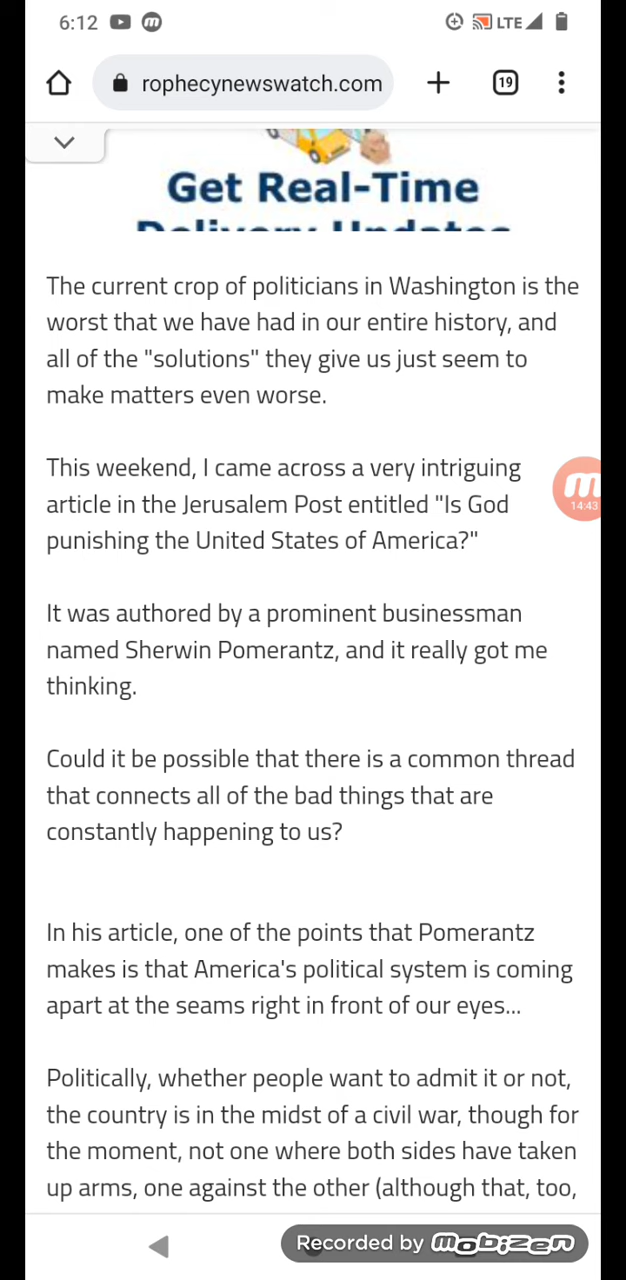 6:12
LTE
rophecynewswatch.com
19
Get Real-Time
Delivery Updates
The current crop of politicians in Washington is the
worst that we have had in our entire history, and
all of the "solutions" they give us just seem to
make matters even worse.
This weekend, I came across a very intriguing
article in the Jerusalem Post entitled "Is God
punishing the United States of America?"
14:43
It was authored by a prominent businessman
named Sherwin Pomerantz, and it really got me
thinking.
Could it be possible that there is a common thread
that connects all of the bad things that are
constantly happening to us?
In his article, one of the points that Pomerantz
makes is that America's political system is coming
apart at the seams right in front of our eyes...
Politically, whether people want to admit it or not,
the country is in the midst of a civil war, though for
the moment, not one where both sides have taken
up arms, one against the other (although that, too,
Recorded by mobizen